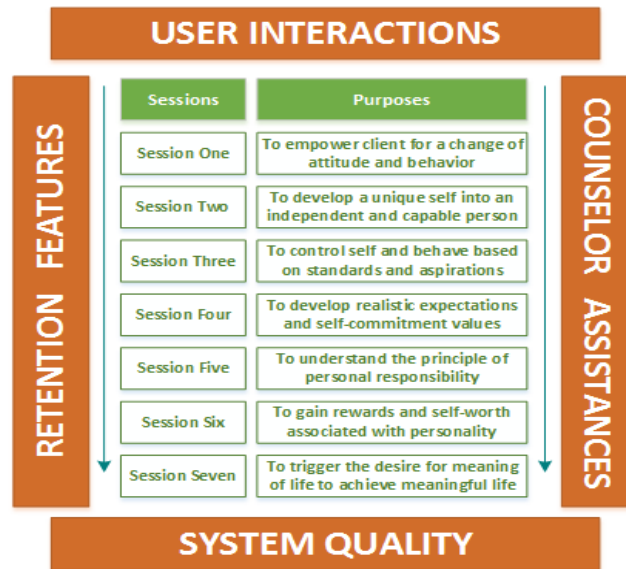 USER INTERACTIONS
RETENTION FEATURES
Sessions
Purposes
Session One
To empower client for a change of
attitude and behavior
Session Two
To develop a unique self into an
independent and capable person
Session Three
To control self and behave based
on standards and aspirations
Session Four
To develop realistic expectations
and self-commitment values
Session Five
To understand the principle of
personal responsibility
Session Six
To gain rewards and self-worth
associated with personality
Session Seven
To trigger the desire for meaning
of life to achieve meaningful life
COUNSELOR ASSISTANCES
SYSTEM QUALITY